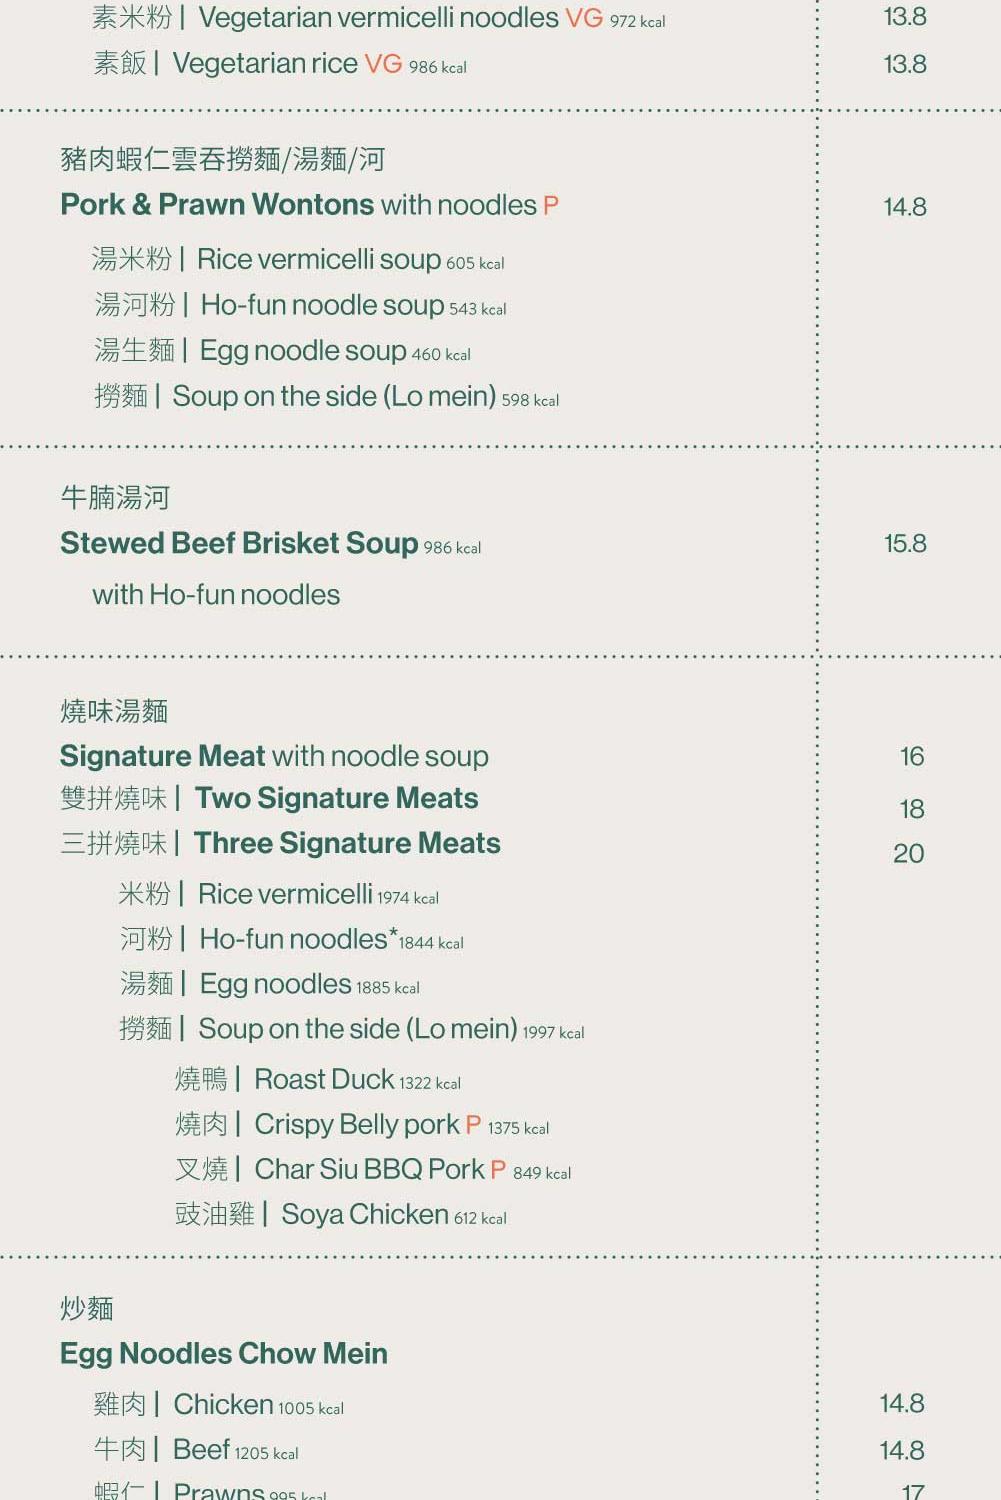 素米粉 | Vegetarian vermicelli noodles VG 972 kcal 13.8
素飯 | Vegetarian rice VG 986 kcal 13.8
豬肉蝦仁雲吞撈麵/湯麵/河
Pork & Prawn Wontons with noodles P 14.8
湯米粉 | Rice vermicelli soup 605 kcal
湯河粉 | Ho-fun noodle soup 543 kcal
湯生麵 | Egg noodle soup 460 kcal
撈麵 | Soup on the side (Lo mein) 598 kcal
牛腩湯河
Stewed Beef Brisket Soup 986 kcal 15.8
with Ho-fun noodles
燒味湯麵
Signature Meat with noodle soup 16
雙拼燒味 | Two Signature Meats 18
三拼燒味 | Three Signature Meats 20
米粉 | Rice vermicelli 1974 kcal
河粉 | Ho-fun noodles* 1844 kcal
湯麵 | Egg noodles 1885 kcal
撈麵 | Soup on the side (Lo mein) 1997 kcal
燒鴨 | Roast Duck 1322 kcal
燒肉 | Crispy Belly pork P 1375 kcal
叉燒 | Char Siu BBQ Pork P 849 kcal
豉油雞 | Soya Chicken 612 kcal
炒麵
Egg Noodles Chow Mein
雞肉 | Chicken 1005 kcal 14.8
牛肉 | Beef 1205 kcal 14.8
蝦仁 | Prawns 995 kcal 17